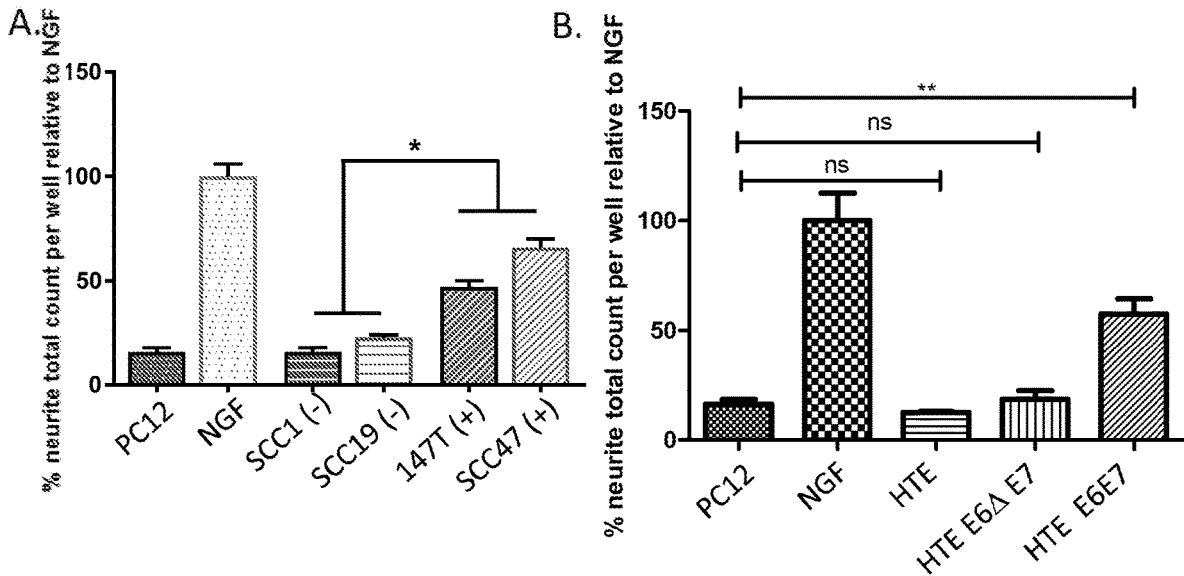 A.
% neurite total count per well relative to NGF
150
100
50
0
*
PC12
NGF
SCC1 (-)
SCC19 (-)
147T (+)
SCC47 (+)
B.
% neurite total count per well relative to NGF
150
100
50
0
**
ns
ns
PC12
NGF
HTE
HTE E6Δ E7
HTE E6E7